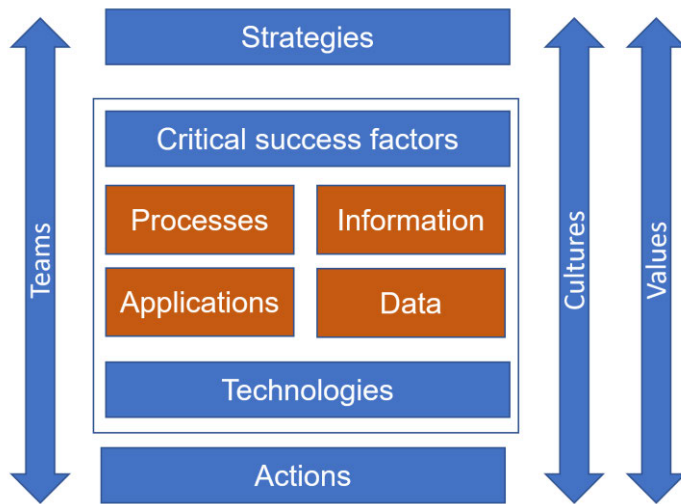 Strategies
Critical success factors
Processes
Information
Applications
Data
Technologies
Actions
Teams
Cultures
Values